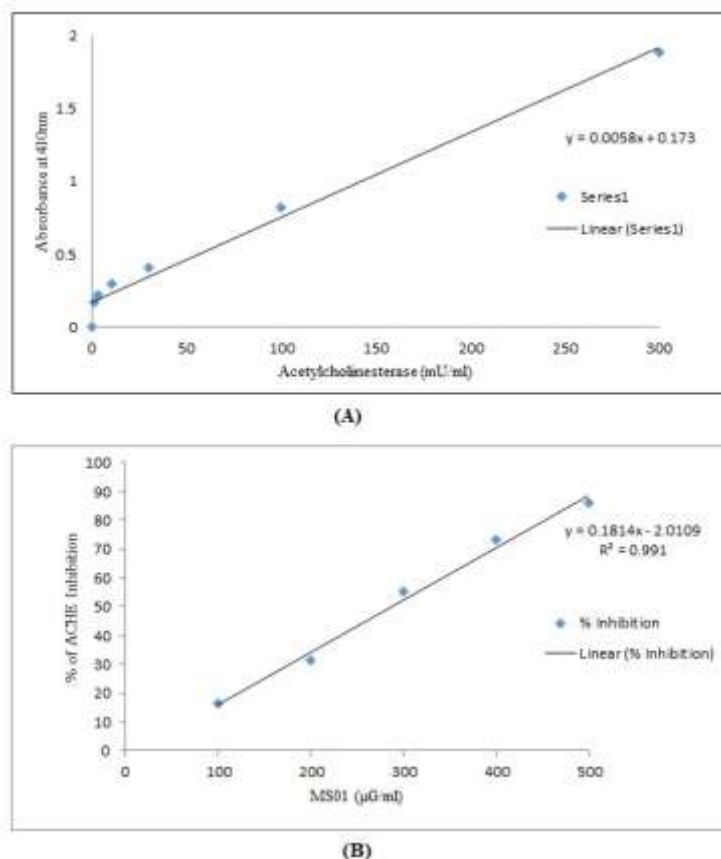 2
1.5
1
0.5
0
Absorbance at 410nm
y = 0.0058x + 0.173
Series1
Linear (Series1)
0 50 100 150 200 250 300
Acetylcholinesterase (mU/ml)
(A)
100
90
80
70
60
50
40
30
20
10
0
% of ACHE Inhibition
y = 0.1814x - 2.0109
R² = 0.991
% Inhibition
Linear (% Inhibition)
0 100 200 300 400 500
MS01 (µG/ml)
(B)